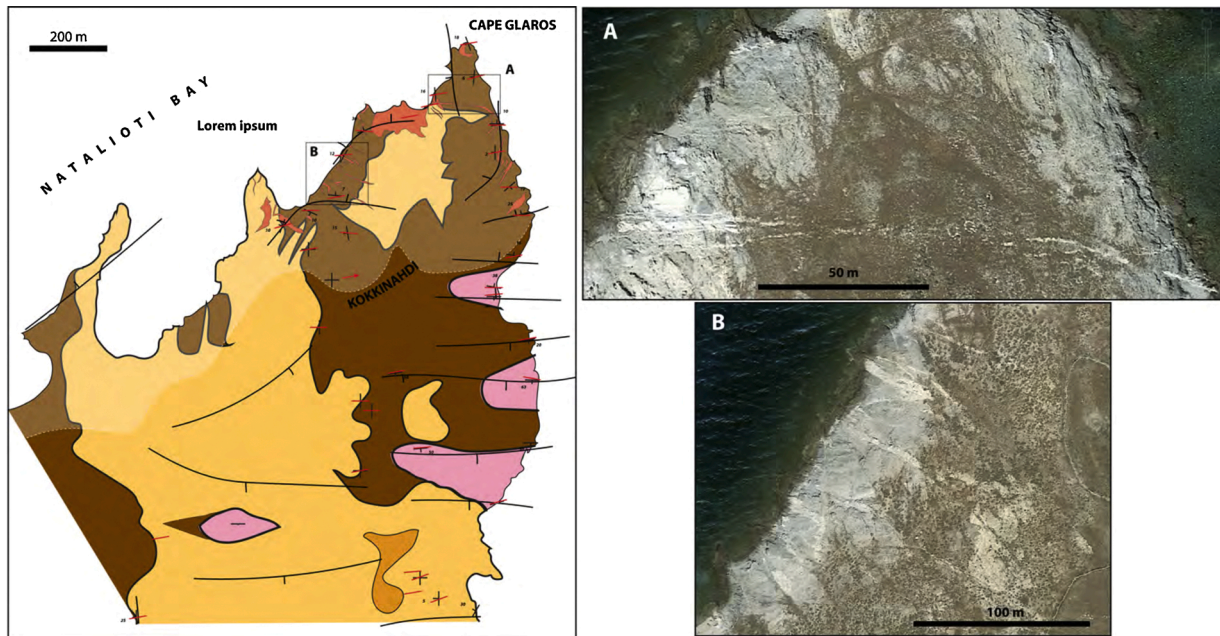 200 m
CAPE GLAROS
A
NATALIOTI BAY
Lorem ipsum
B
KOKKINAHDI
A
50 m
B
100 m